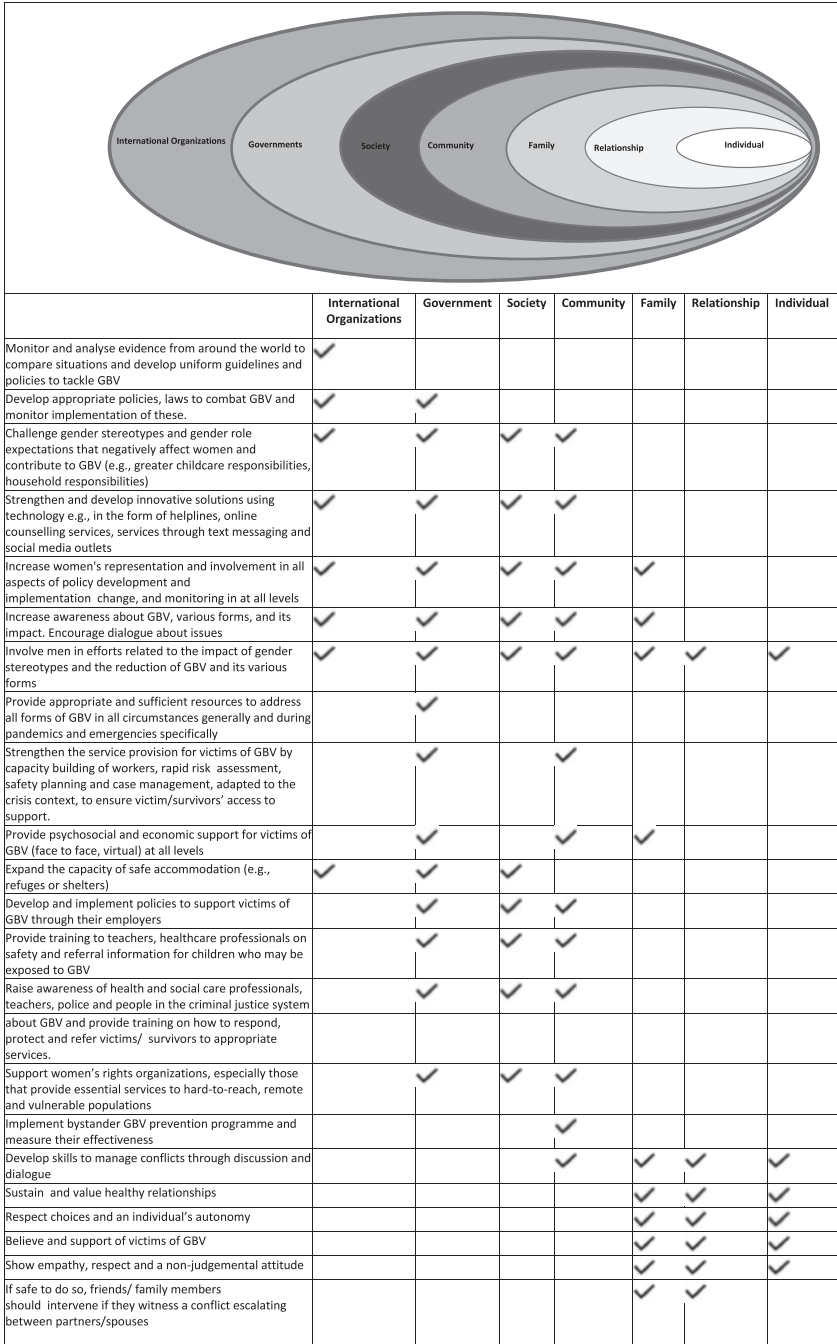 International Organizations
Governments
Society
Community
Family
Relationship
Individual
International
Organizations
Government
Society
Community
Family
Relationship
Individual
Monitor and analyse evidence from around the world to
compare situations and develop uniform guidelines and
policies to tackle GBV
✓
Develop appropriate policies, laws to combat GBV and
monitor implementation of these.
✓ ✓
Challenge gender stereotypes and gender role
expectations that negatively affect women and
contribute to GBV (e.g., greater childcare responsibilities,
household responsibilities)
✓ ✓ ✓ ✓
Strengthen and develop innovative solutions using
technology e.g., in the form of helplines, online
counselling services, services through text messaging and
social media outlets
✓ ✓ ✓ ✓
Increase women's representation and involvement in all
aspects of policy development and
implementation  change, and monitoring in at all levels
✓ ✓ ✓ ✓ ✓
Increase awareness about GBV, various forms, and its
impact. Encourage dialogue about issues
✓ ✓ ✓ ✓ ✓
Involve men in efforts related to the impact of gender
stereotypes and the reduction of GBV and its various
forms
✓ ✓ ✓ ✓ ✓ ✓ ✓
Provide appropriate and sufficient resources to address
all forms of GBV in all circumstances generally and during
pandemics and emergencies specifically
✓
Strengthen the service provision for victims of GBV by
capacity building of workers, rapid risk  assessment,
safety planning and case management, adapted to the
crisis context, to ensure victim/survivors’ access to
support.
✓ ✓
Provide psychosocial and economic support for victims of
GBV (face to face, virtual) at all levels
✓ ✓ ✓
Expand the capacity of safe accommodation (e.g.,
refuges or shelters)
✓ ✓ ✓
Develop and implement policies to support victims of
GBV through their employers
✓ ✓ ✓
Provide training to teachers, healthcare professionals on
safety and referral information for children who may be
exposed to GBV
✓ ✓ ✓
Raise awareness of health and social care professionals,
teachers, police and people in the criminal justice system
✓ ✓ ✓
about GBV and provide training on how to respond,
protect and refer victims/  survivors to appropriate
services.
Support women’s rights organizations, especially those
that provide essential services to hard-to-reach, remote
and vulnerable populations
✓ ✓ ✓
Implement bystander GBV prevention programme and
measure their effectiveness
✓
Develop skills to manage conflicts through discussion and
dialogue
✓ ✓ ✓ ✓
Sustain  and value healthy relationships
✓ ✓ ✓
Respect choices and an individual’s autonomy
✓ ✓ ✓
Believe and support of victims of GBV
✓ ✓ ✓
Show empathy, respect and a non-judgemental attitude
✓ ✓ ✓
If safe to do so, friends/ family members
should  intervene if they witness a conflict escalating
between partners/spouses
✓ ✓